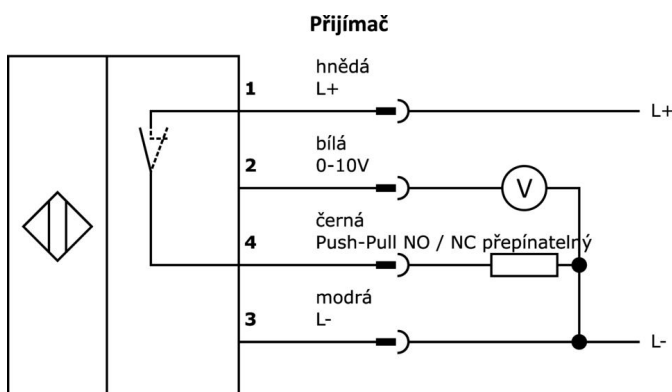 Přijímač
hnědá
1 L+
L+
bílá
2 0-10V
V
černá
4 Push-Pull NO / NC přepínatelný
modrá
3 L-
L-